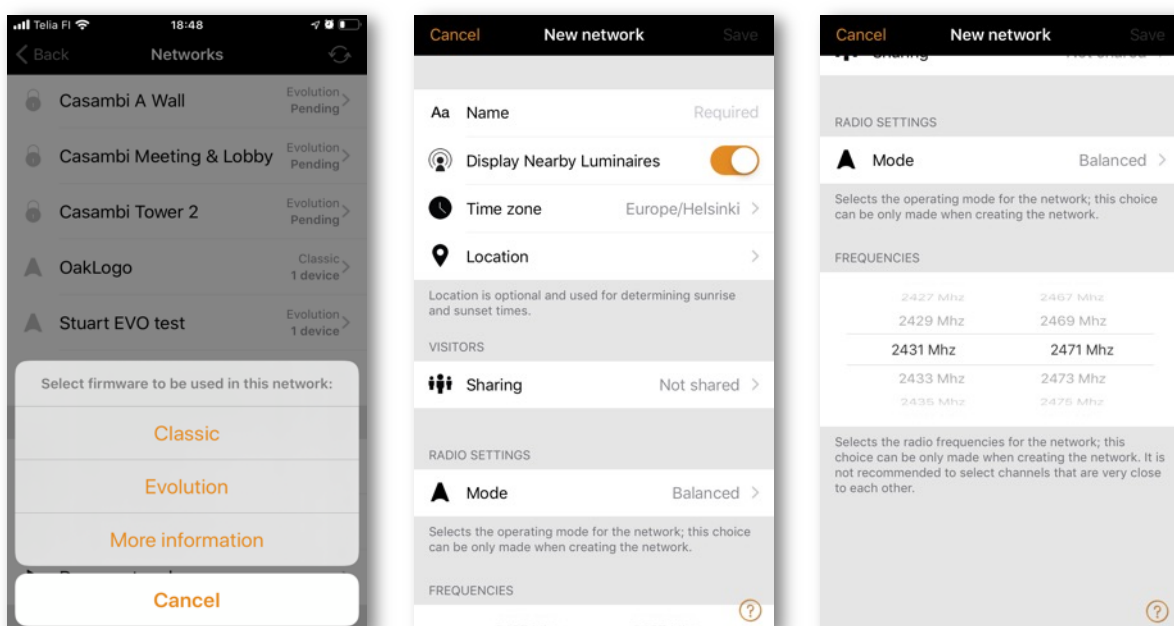 Telia FI
18:48
Back
Networks
Casambi A Wall
Evolution
Pending
Casambi Meeting & Lobby
Evolution
Pending
Casambi Tower 2
Evolution
Pending
OakLogo
Classic
1 device
Stuart EVO test
Evolution
1 device
Select firmware to be used in this network:
Classic
Evolution
More information
Cancel
Cancel
New network
Save
Aa Name
Required
Display Nearby Luminaires
Time zone
Europe/Helsinki
Location
Location is optional and used for determining sunrise
and sunset times.
VISITORS
Sharing
Not shared
RADIO SETTINGS
Mode
Balanced
Selects the operating mode for the network; this choice
can be only made when creating the network.
FREQUENCIES
?
Cancel
New network
Save
Sharing
Not shared
RADIO SETTINGS
Mode
Balanced
Selects the operating mode for the network; this choice
can be only made when creating the network.
FREQUENCIES
2427 Mhz 2467 Mhz
2429 Mhz 2469 Mhz
2431 Mhz 2471 Mhz
2433 Mhz 2473 Mhz
2435 Mhz 2475 Mhz
Selects the radio frequencies for the network; this
choice can be only made when creating the network. It is
not recommended to select channels that are very close
to each other.
?